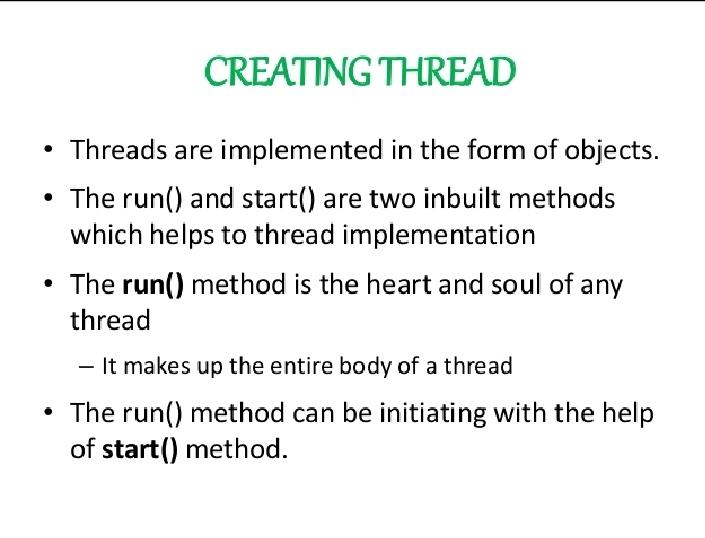 CREATING THREAD
• Threads are implemented in the form of objects.
• The run() and start() are two inbuilt methods
which helps to thread implementation
• The run() method is the heart and soul of any
thread
– It makes up the entire body of a thread
• The run() method can be initiating with the help
of start() method.